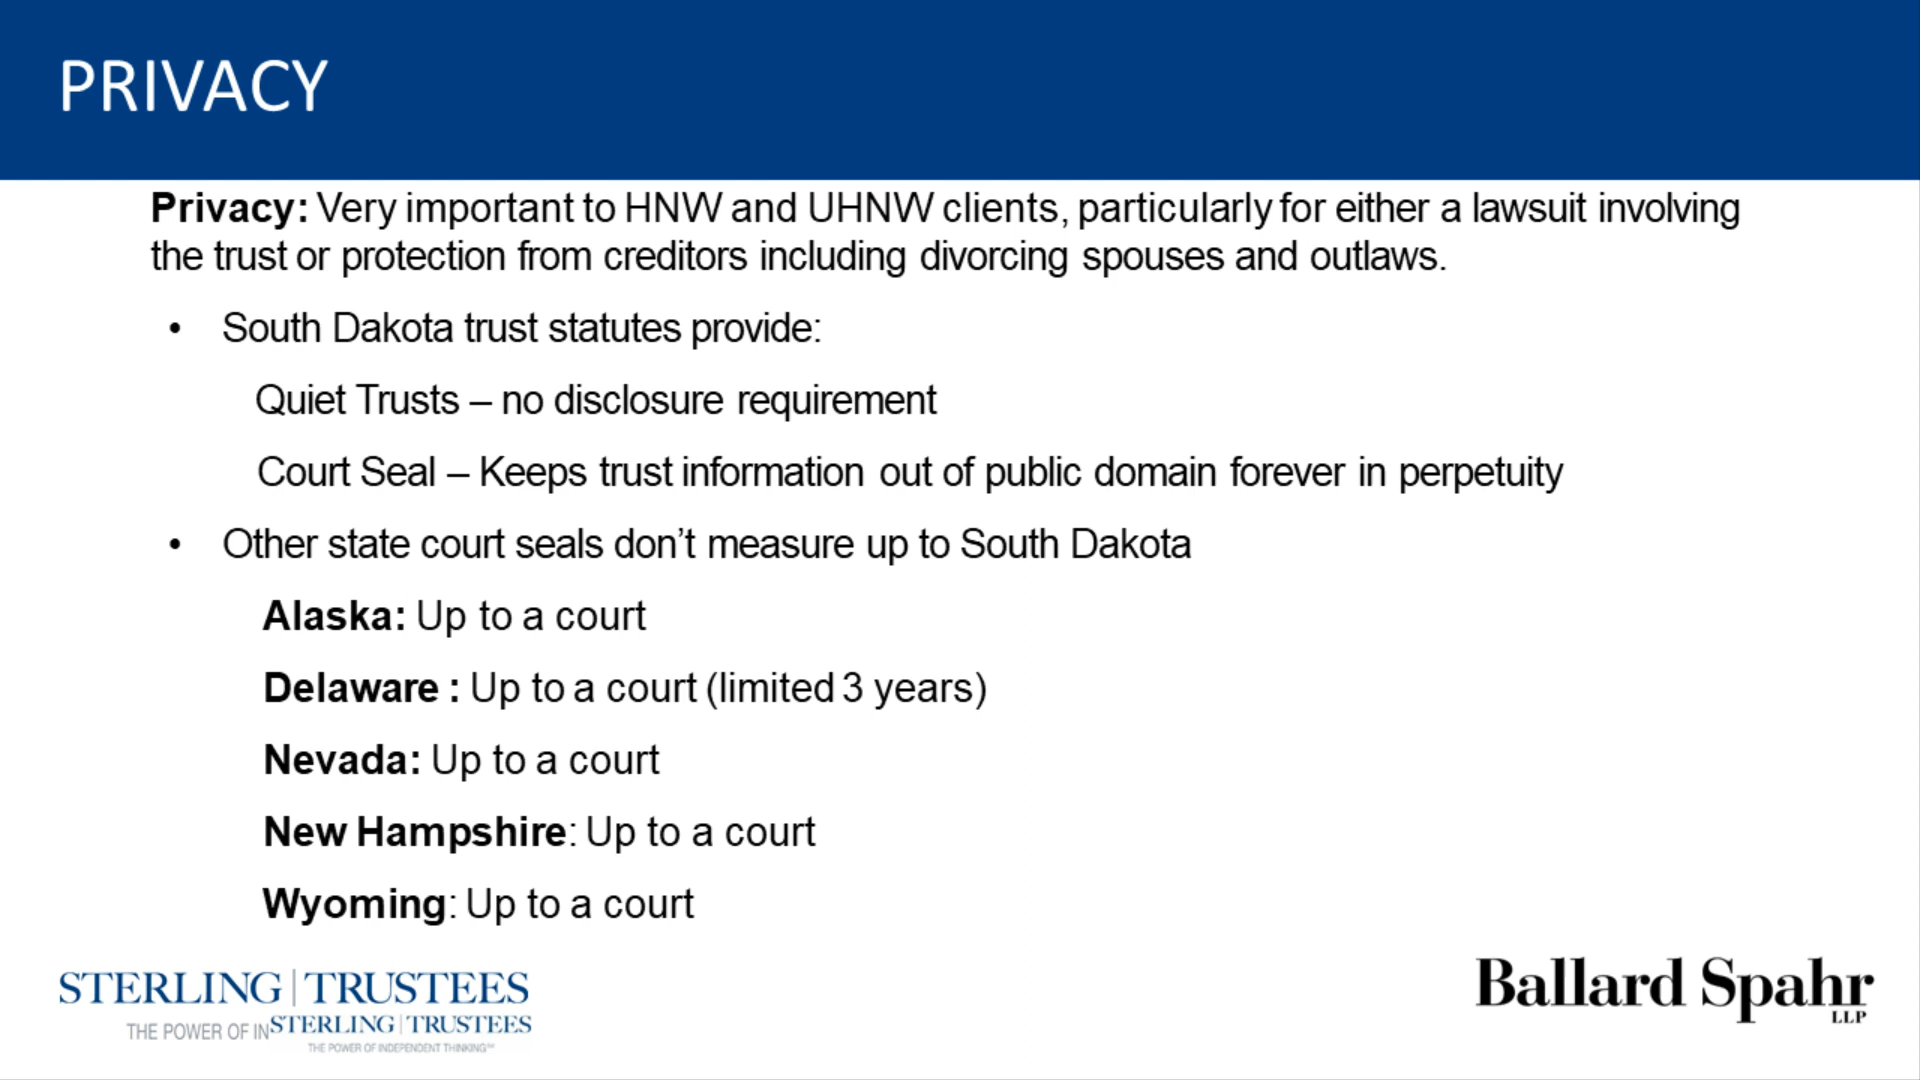 PRIVACY
Privacy: Very important to HNW and UHNW clients, particularly for either a lawsuit involving
the trust or protection from creditors including divorcing spouses and outlaws.
• South Dakota trust statutes provide:
Quiet Trusts – no disclosure requirement
Court Seal – Keeps trust information out of public domain forever in perpetuity
• Other state court seals don’t measure up to South Dakota
Alaska: Up to a court
Delaware : Up to a court (limited 3 years)
Nevada: Up to a court
New Hampshire: Up to a court
Wyoming: Up to a court
STERLING | TRUSTEES
THE POWER OF IN
STERLING | TRUSTEES
THE POWER OF INDEPENDENT THINKING℠
Ballard Spahr
LLP